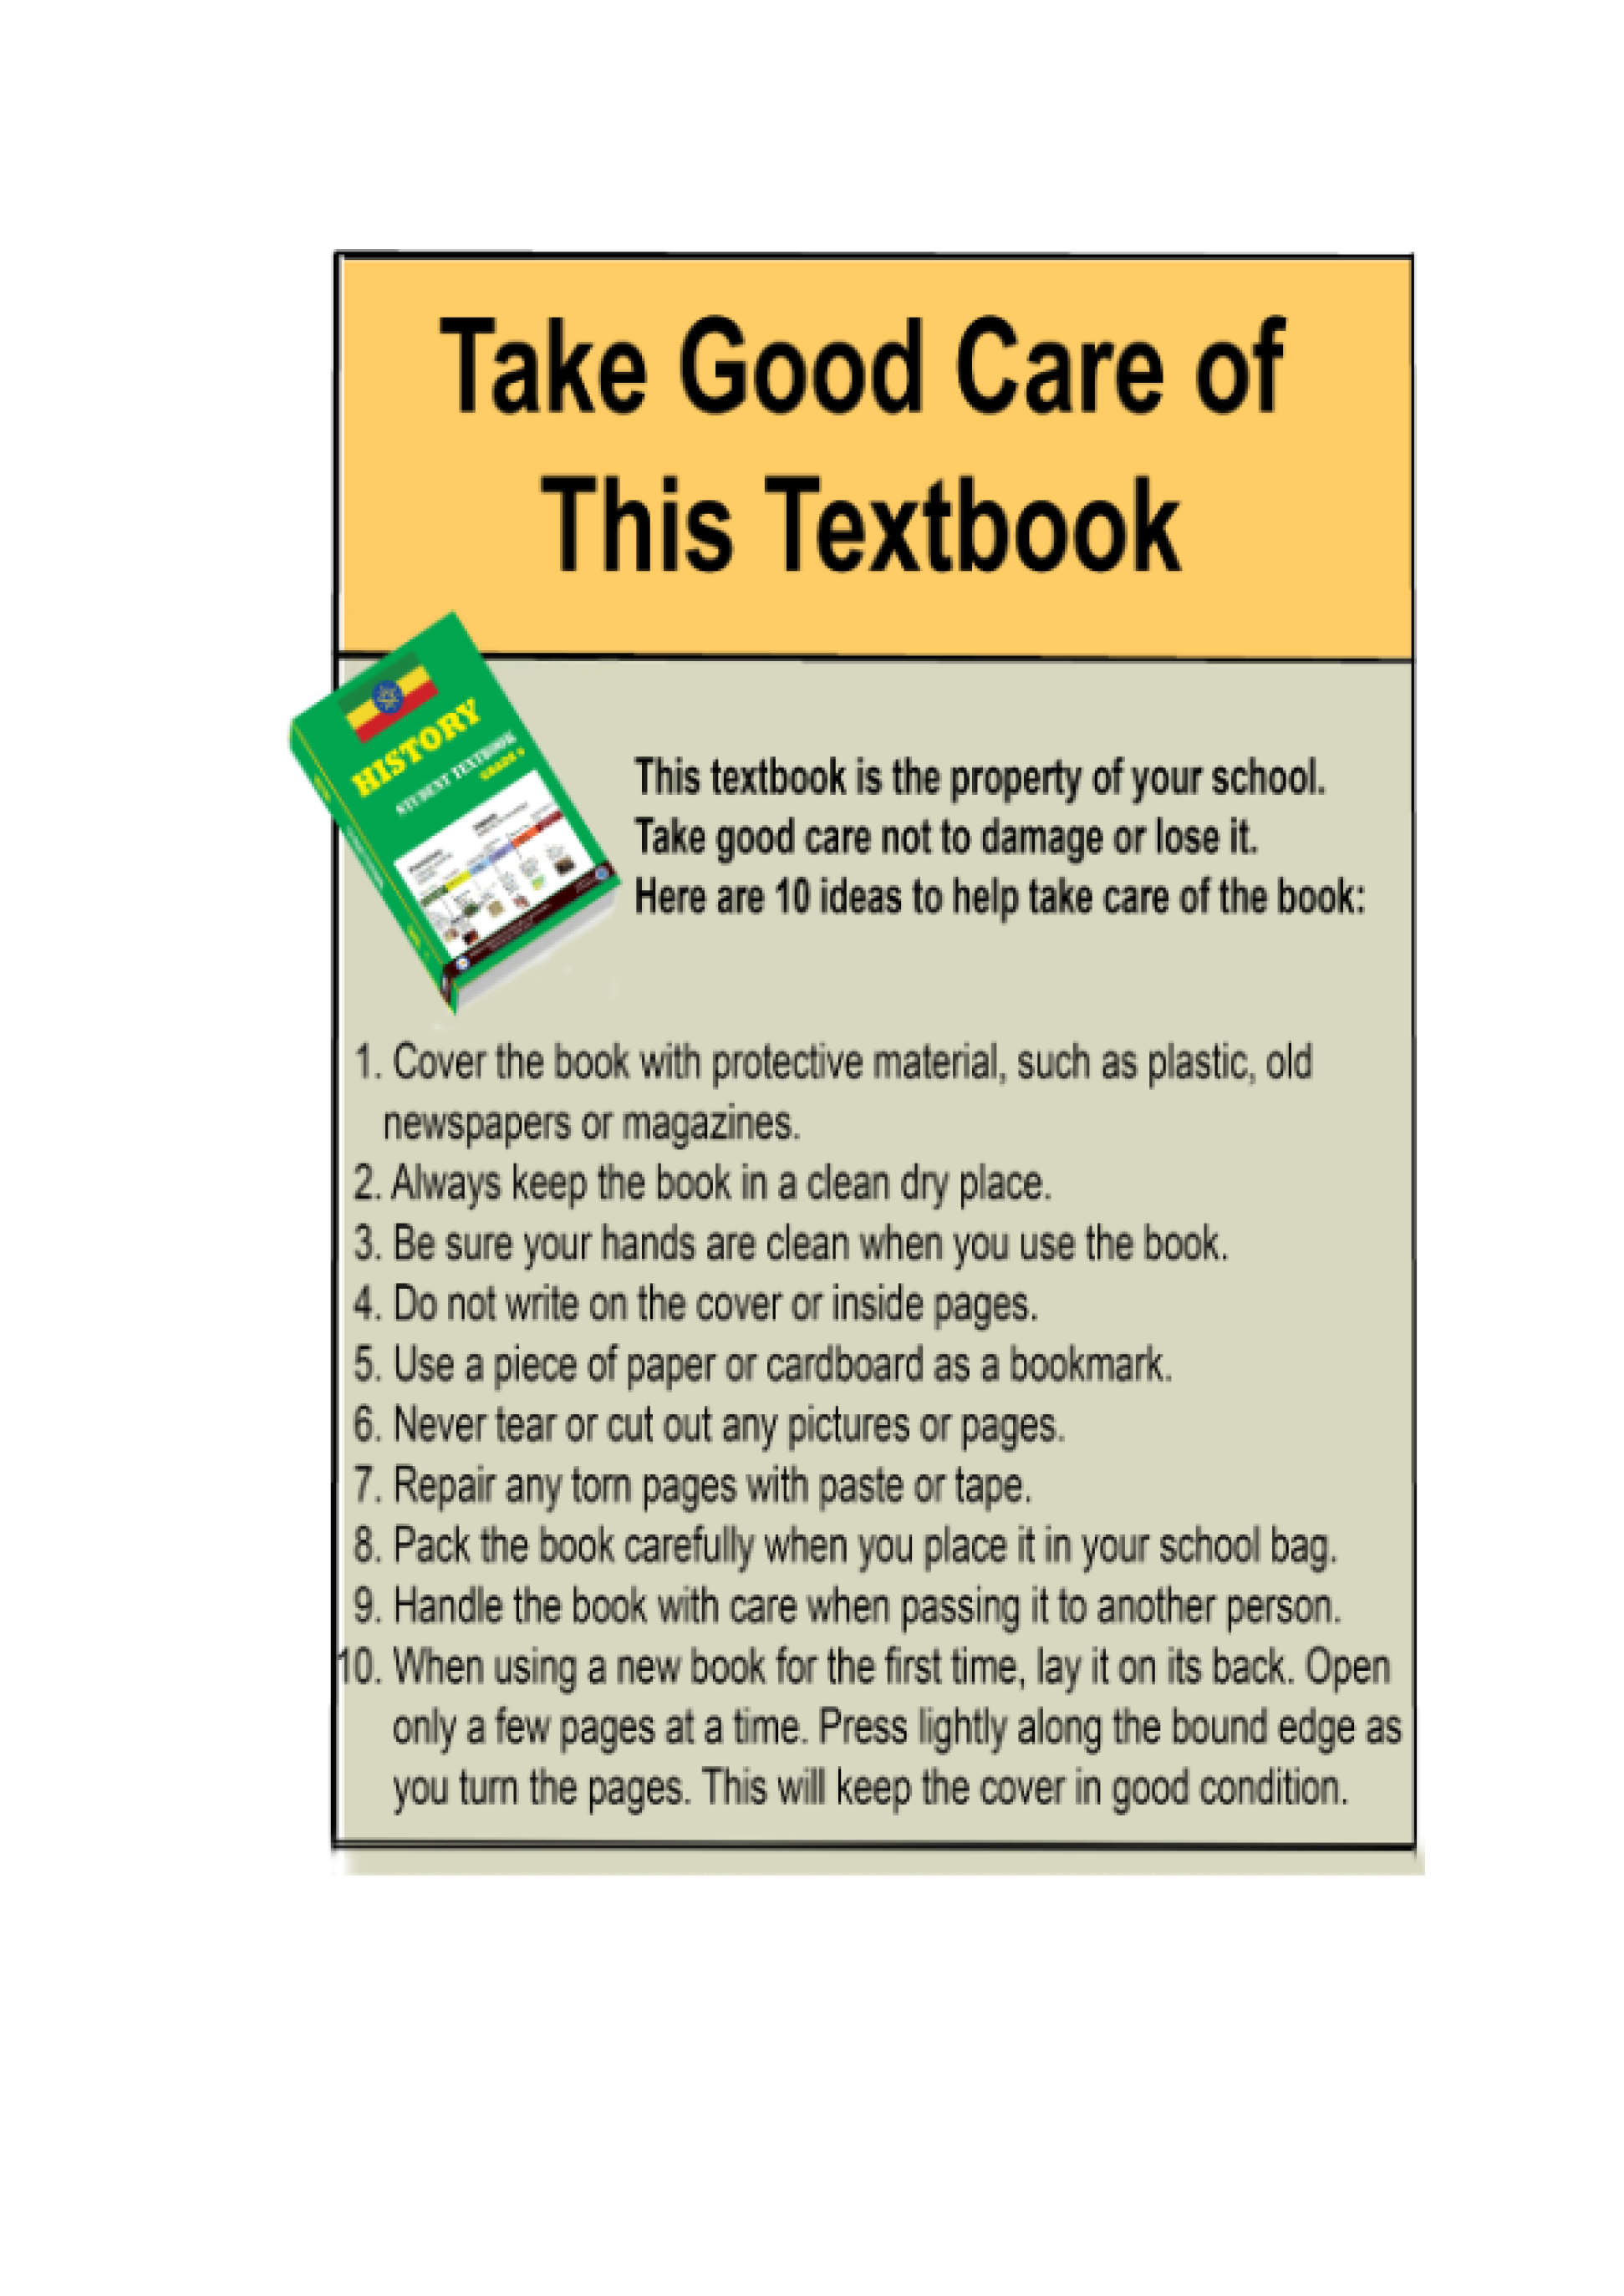 Take Good Care of
This Textbook
HISTORY
STUDENT TEXTBOOK
GRADE 9
This textbook is the property of your school.
Take good care not to damage or lose it.
Here are 10 ideas to help take care of the book:
1. Cover the book with protective material, such as plastic, old
newspapers or magazines.
2. Always keep the book in a clean dry place.
3. Be sure your hands are clean when you use the book.
4. Do not write on the cover or inside pages.
5. Use a piece of paper or cardboard as a bookmark.
6. Never tear or cut out any pictures or pages.
7. Repair any torn pages with paste or tape.
8. Pack the book carefully when you place it in your school bag.
9. Handle the book with care when passing it to another person.
10. When using a new book for the first time, lay it on its back. Open
only a few pages at a time. Press lightly along the bound edge as
you turn the pages. This will keep the cover in good condition.